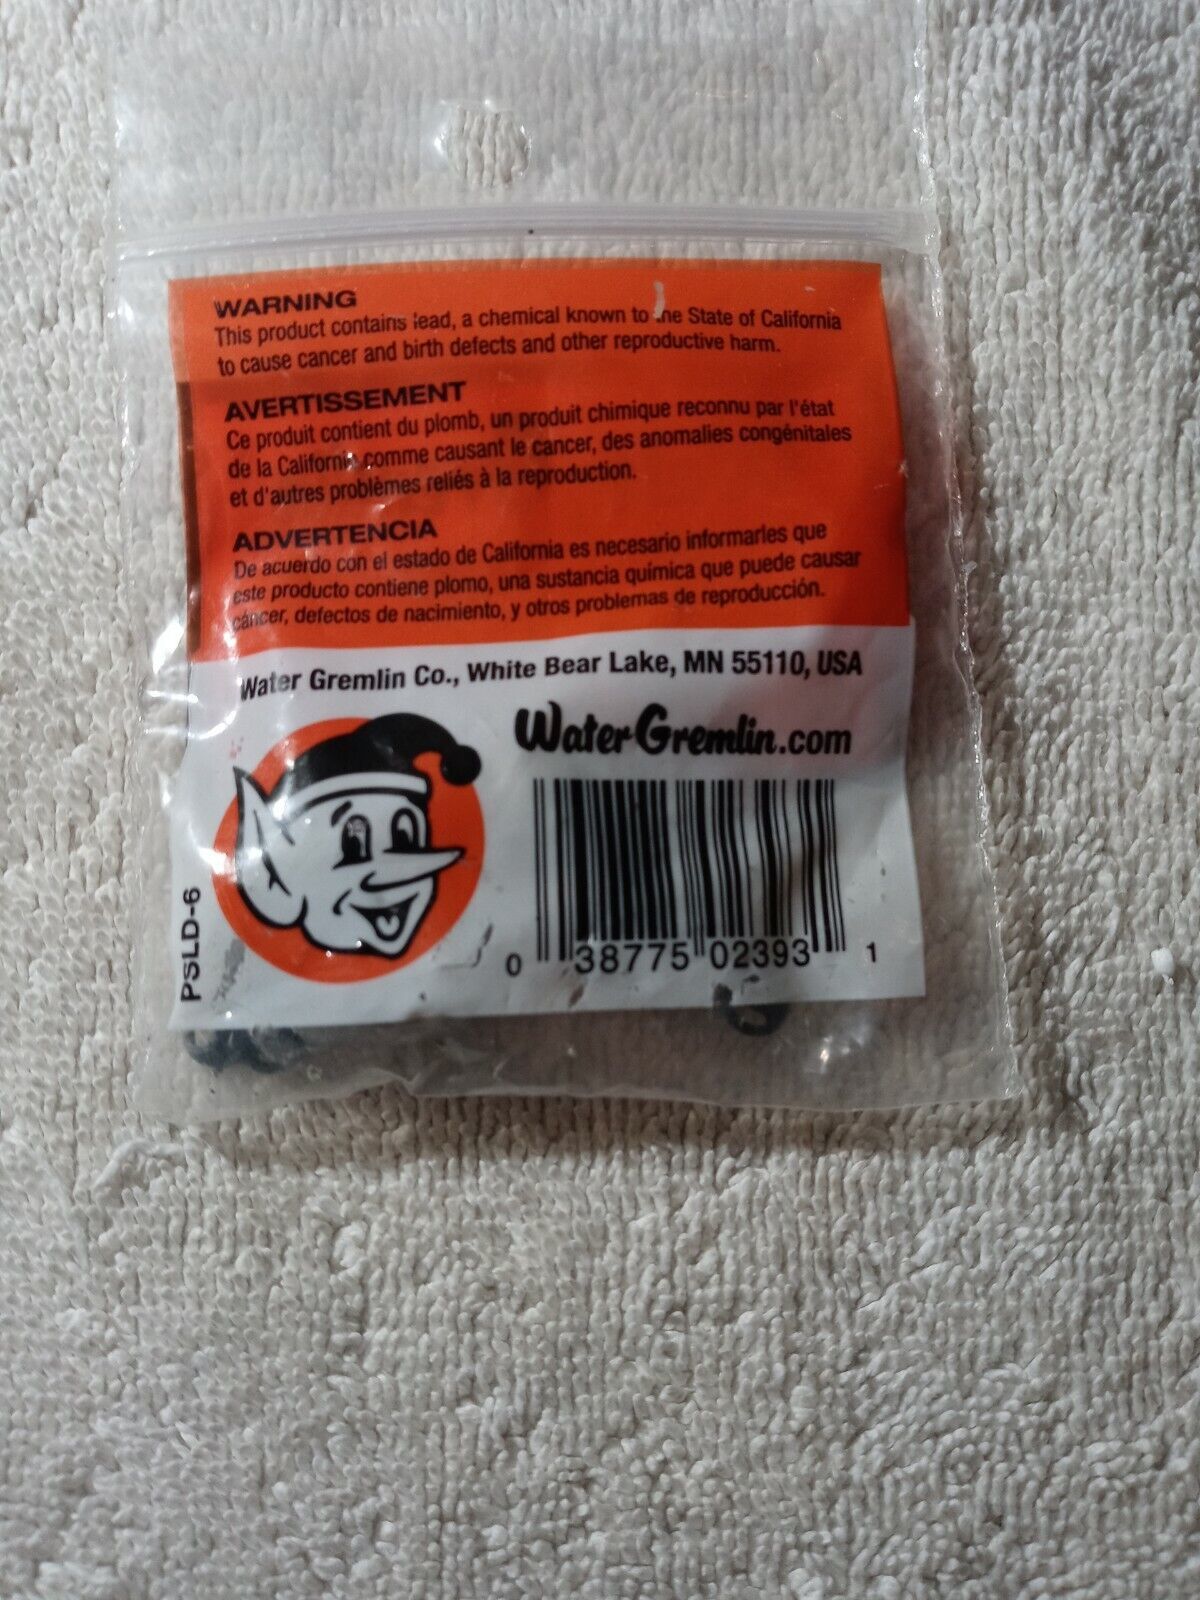 WARNING
This product contains lead, a chemical known to the State of California
to cause cancer and birth defects and other reproductive harm.
AVERTISSEMENT
Ce produit contient du plomb, un produit chimique reconnu par l'état
de la Californie comme causant le cancer, des anomalies congénitales
et d'autres problèmes reliés à la reproduction.
ADVERTENCIA
De acuerdo con el estado de California es necesario informarles que
este producto contiene plomo, una sustancia química que puede causar
cáncer, defectos de nacimiento, y otros problemas de reproducción.
Water Gremlin Co., White Bear Lake, MN 55110, USA
WaterGremlin.com
PSLD-6
0 38775 02393 1